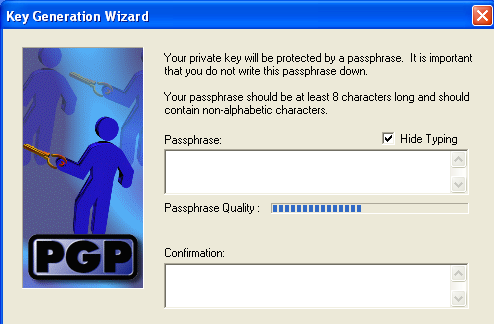 Key Generation Wizard
Your private key will be protected by a passphrase.  It is important
that you do not write this passphrase down.
Your passphrase should be at least 8 characters long and should
contain non-alphabetic characters.
Passphrase:
Hide Typing
Passphrase Quality :
PGP
Confirmation: